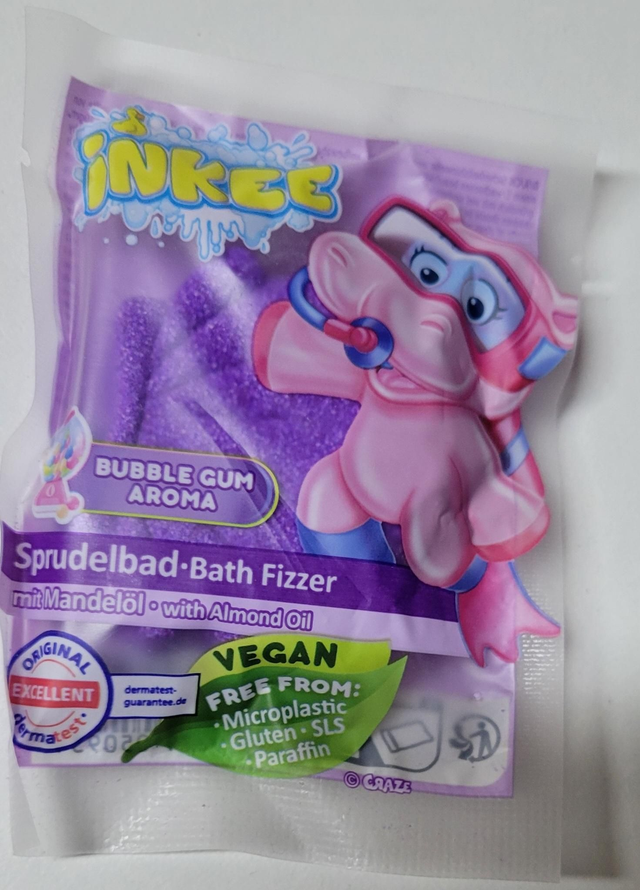 iNKEE
BUBBLE GUM
AROMA
Sprudelbad·Bath Fizzer
mit Mandelöl · with Almond Oil
ORIGINAL
EXCELLENT
dermatest®
dermatest-
guarantee.de
VEGAN
FREE FROM:
·Microplastic
·Gluten · SLS
·Paraffin
© CRAZE